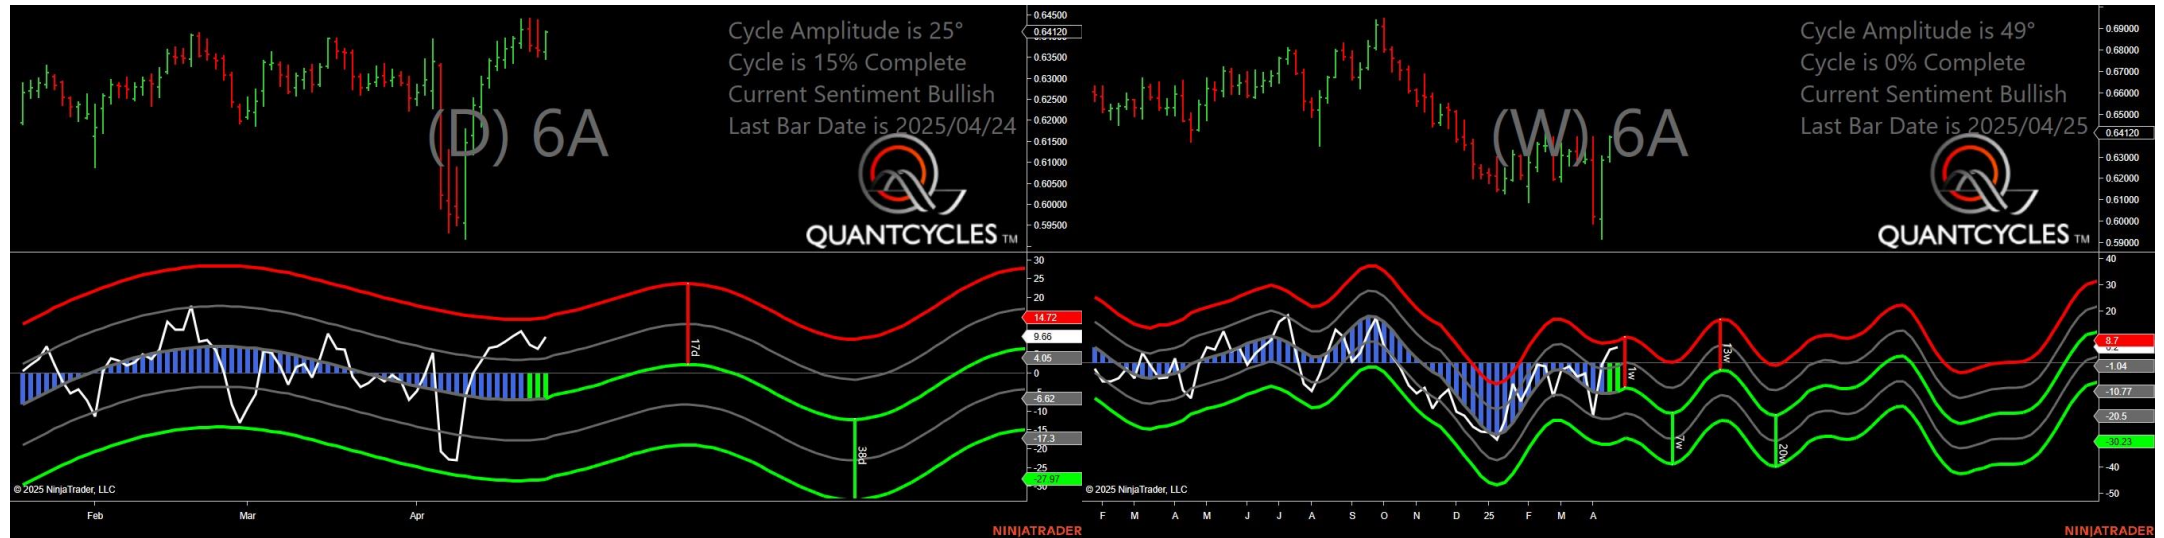 Cycle Amplitude is 25°
Cycle is 15% Complete
Current Sentiment Bullish
Last Bar Date is 2025/04/24
(D) 6A
QUANTCYCLES TM
0.64500
0.64120
0.63500
0.63000
0.62500
0.62000
0.61500
0.61000
0.60500
0.60000
0.59500
30
25
20
14.72
9.66
4.05
0
-6.62
-10
-15
-17.3
-20
-27.97
-30
17d
38d
© 2025 NinjaTrader, LLC
Feb Mar Apr
NINJATRADER
Cycle Amplitude is 49°
Cycle is 0% Complete
Current Sentiment Bullish
Last Bar Date is 2025/04/25
(W) 6A
QUANTCYCLES TM
0.69000
0.68000
0.67000
0.66000
0.65000
0.64120
0.63000
0.62000
0.61000
0.60000
0.59000
40
30
20
8.7
-1.04
-10.77
-20.5
-30.23
-40
-50
1w
7w
13w
20w
© 2025 NinjaTrader, LLC
F M A M J J A S O N D 25 F M A
NINJATRADER